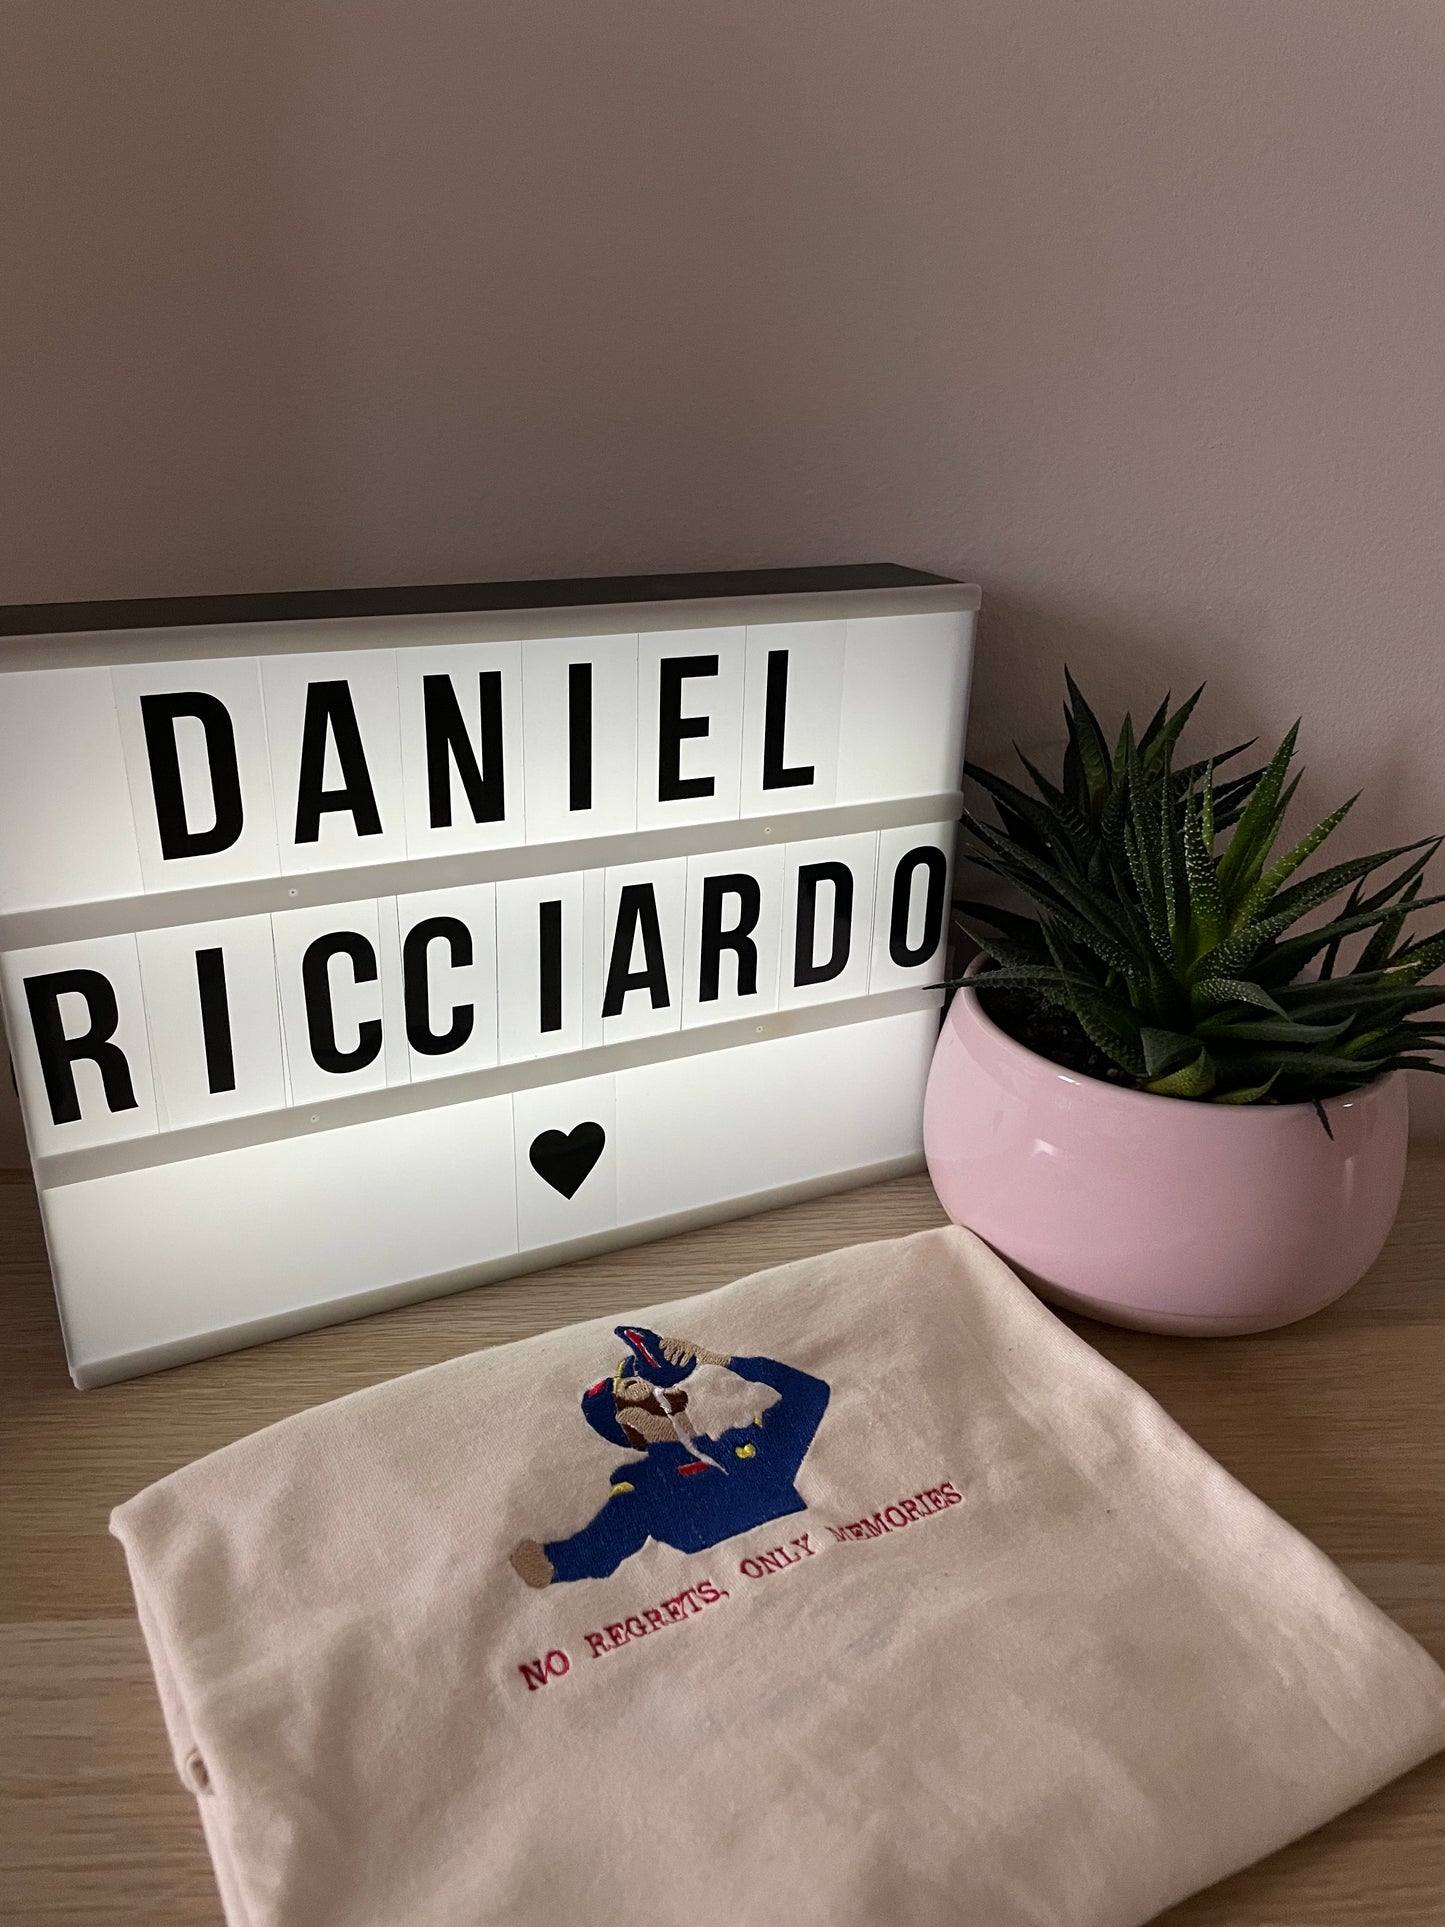 DANIEL
RICCIARDO
♥
NO REGRETS, ONLY MEMORIES